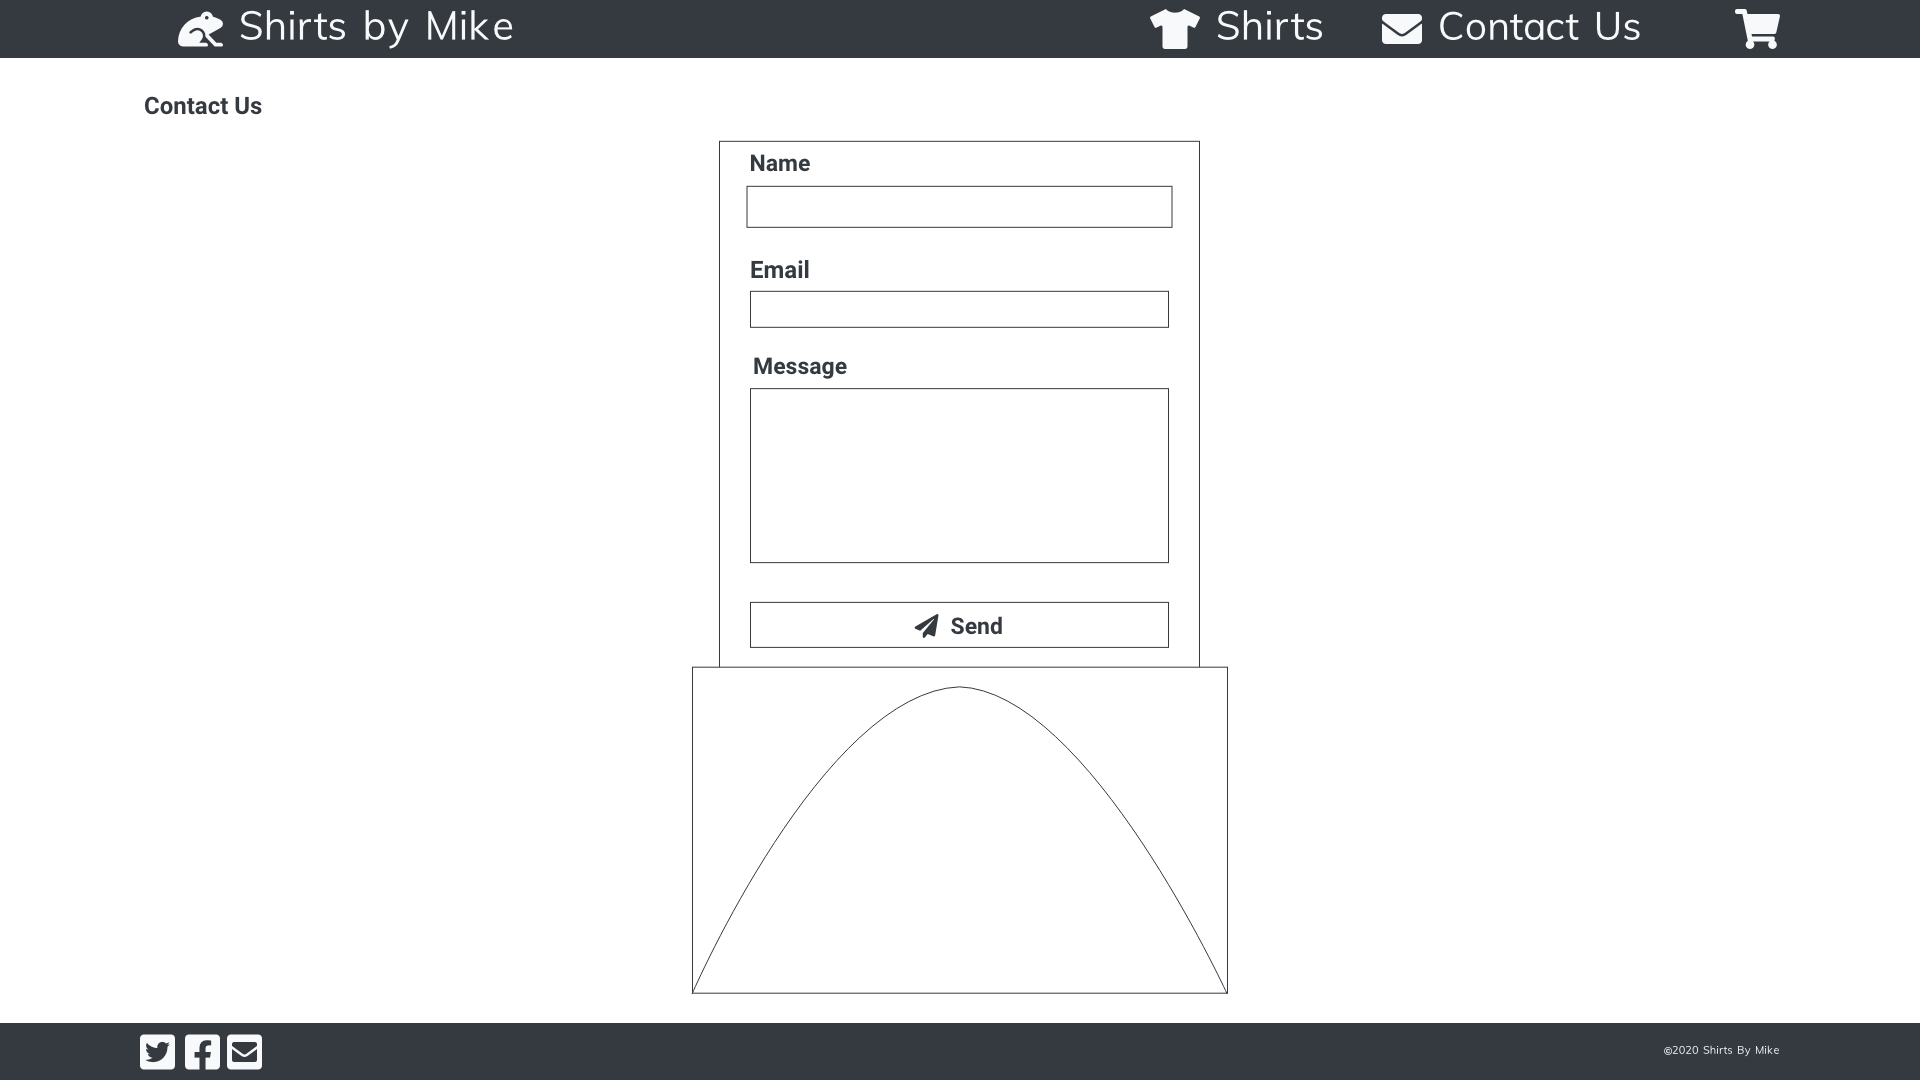 Shirts by Mike
Shirts
Contact Us
Contact Us
Name
Email
Message
Send
©2020 Shirts By Mike